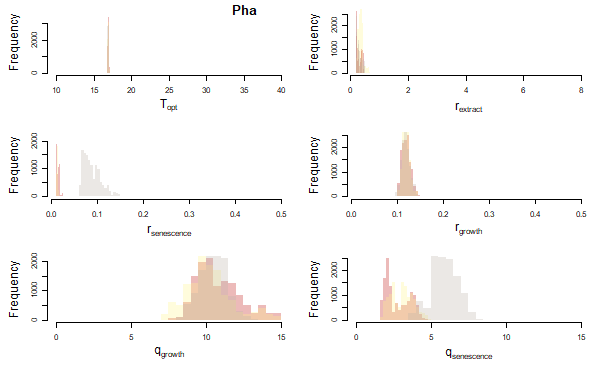 Pha
Frequency
0 2000
10 15 20 25 30 35 40
Topt
Frequency
0 1000 2000
0 2 4 6 8
rextract
Frequency
0 1000 2000
0.0 0.1 0.2 0.3 0.4 0.5
rsenescence
Frequency
0 1000 2000
0.0 0.1 0.2 0.3 0.4 0.5
rgrowth
Frequency
0 1000 2000
0 5 10 15
qgrowth
Frequency
0 1000 2000
0 5 10 15
qsenescence